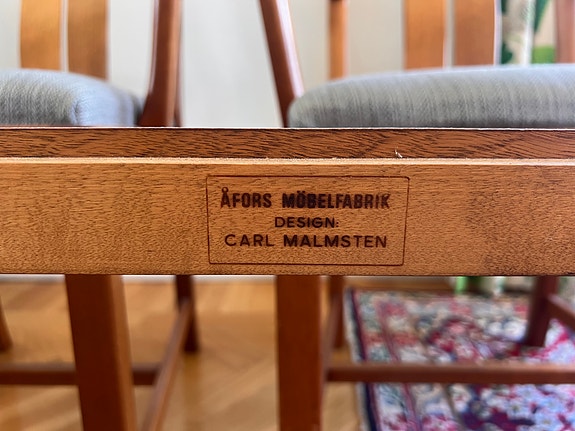 ÅFORS MÖBELFABRIK
DESIGN:
CARL MALMSTEN